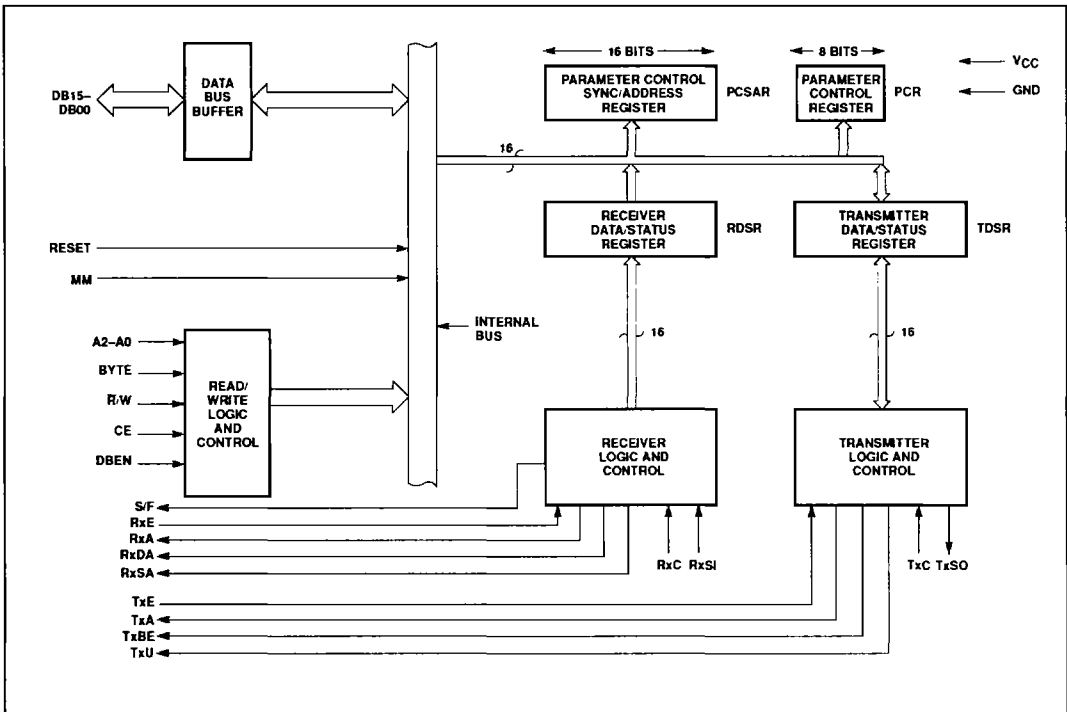 16 BITS
8 BITS
DATA
BUS
BUFFER
DB15–
DB00
PARAMETER CONTROL
SYNC/ADDRESS
REGISTER
PCSAR
PARAMETER
CONTROL
REGISTER
PCR
VCC
GND
16
RECEIVER
DATA/STATUS
REGISTER
RDSR
TRANSMITTER
DATA/STATUS
REGISTER
TDSR
RESET
MM
INTERNAL
BUS
16
16
A2–A0
BYTE
R̅/W
CE
DBEN
READ/
WRITE
LOGIC
AND
CONTROL
RECEIVER
LOGIC AND
CONTROL
TRANSMITTER
LOGIC AND
CONTROL
S/F
RxE
RxA
RxDA
RxSA
RxC RxSI
TxC TxSO
TxE
TxA
TxBE
TxU